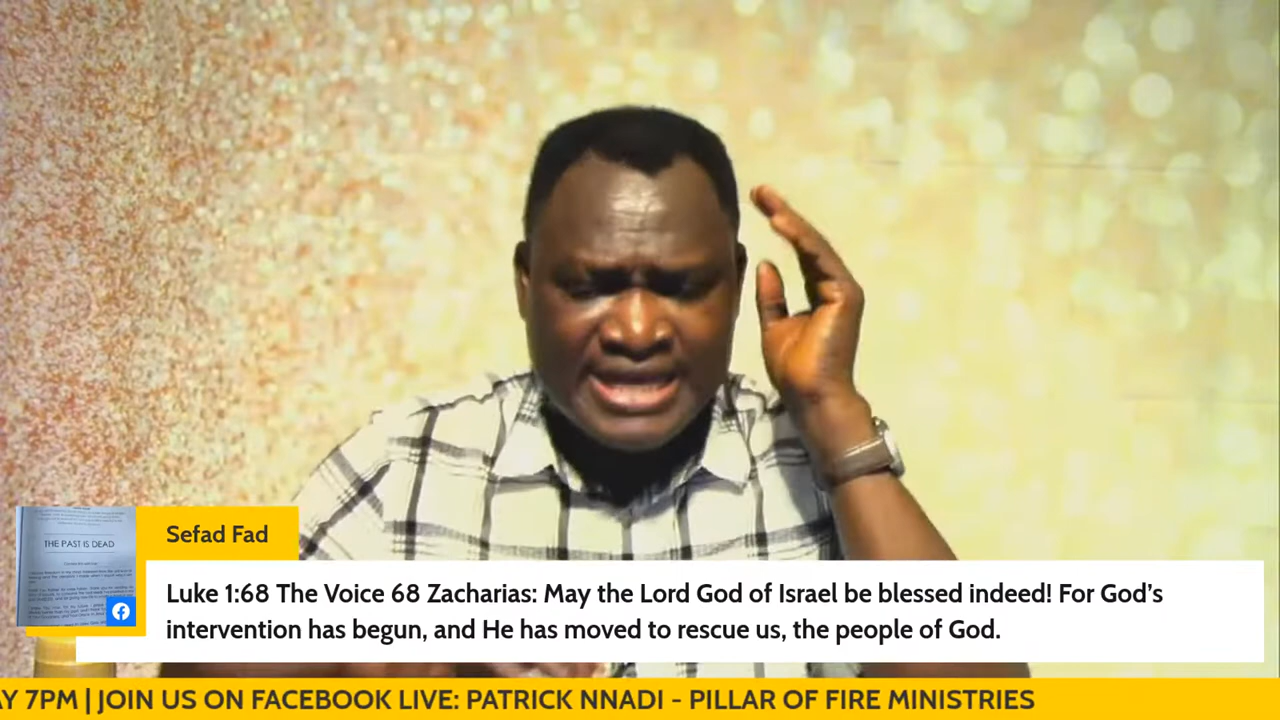 THE PAST IS DEAD
Sefad Fad
Luke 1:68 The Voice 68 Zacharias: May the Lord God of Israel be blessed indeed! For God’s
intervention has begun, and He has moved to rescue us, the people of God.
AY 7PM | JOIN US ON FACEBOOK LIVE: PATRICK NNADI - PILLAR OF FIRE MINISTRIES